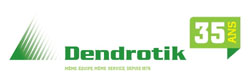 Dendrotik
35 ANS
MÊME ÉQUIPE, MÊME SERVICE DEPUIS 1978